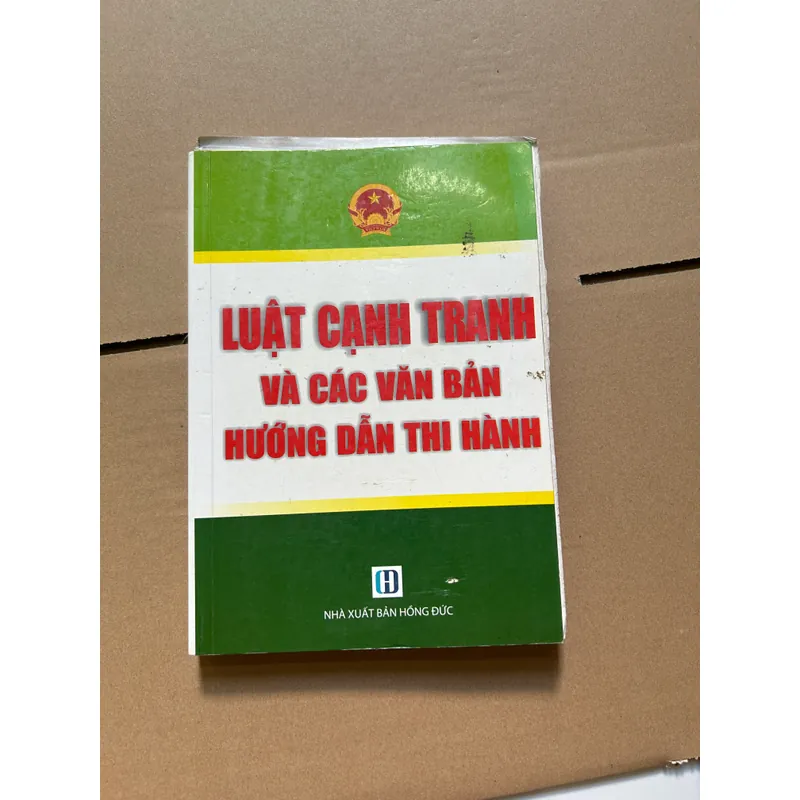 LUẬT CẠNH TRANH
VÀ CÁC VĂN BẢN
HƯỚNG DẪN THI HÀNH
NHÀ XUẤT BẢN HỒNG ĐỨC